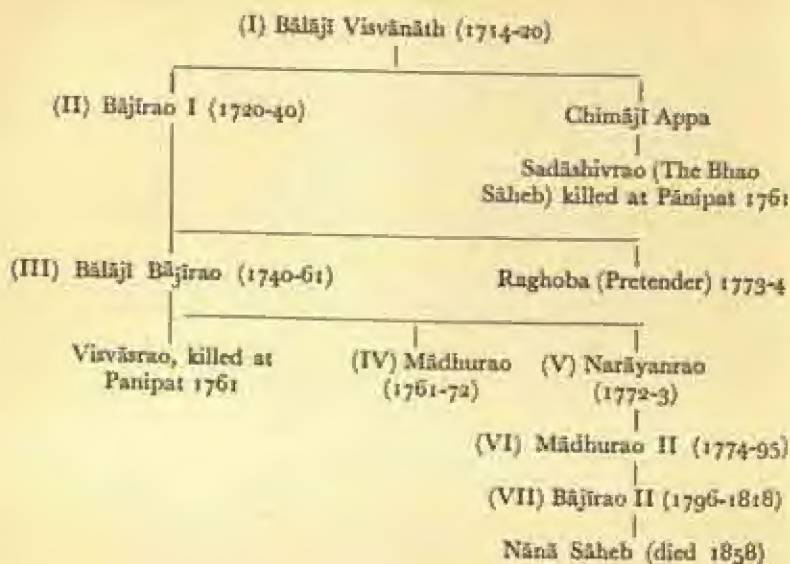 (I) Bālājī Visvānāth (1714-20)
(II) Bājīrao I (1720-40)
Chimājī Appa
Sadāshivrao (The Bhao
Sāheb) killed at Pānipat 1761
(III) Bālājī Bājīrao (1740-61)
Raghoba (Pretender) 1773-4
Visvāsrao, killed at
Panipat 1761
(IV) Mādhurao
(1761-72)
(V) Narāyanrao
(1772-3)
(VI) Mādhurao II (1774-95)
(VII) Bājīrao II (1796-1818)
Nānā Sāheb (died 1858)